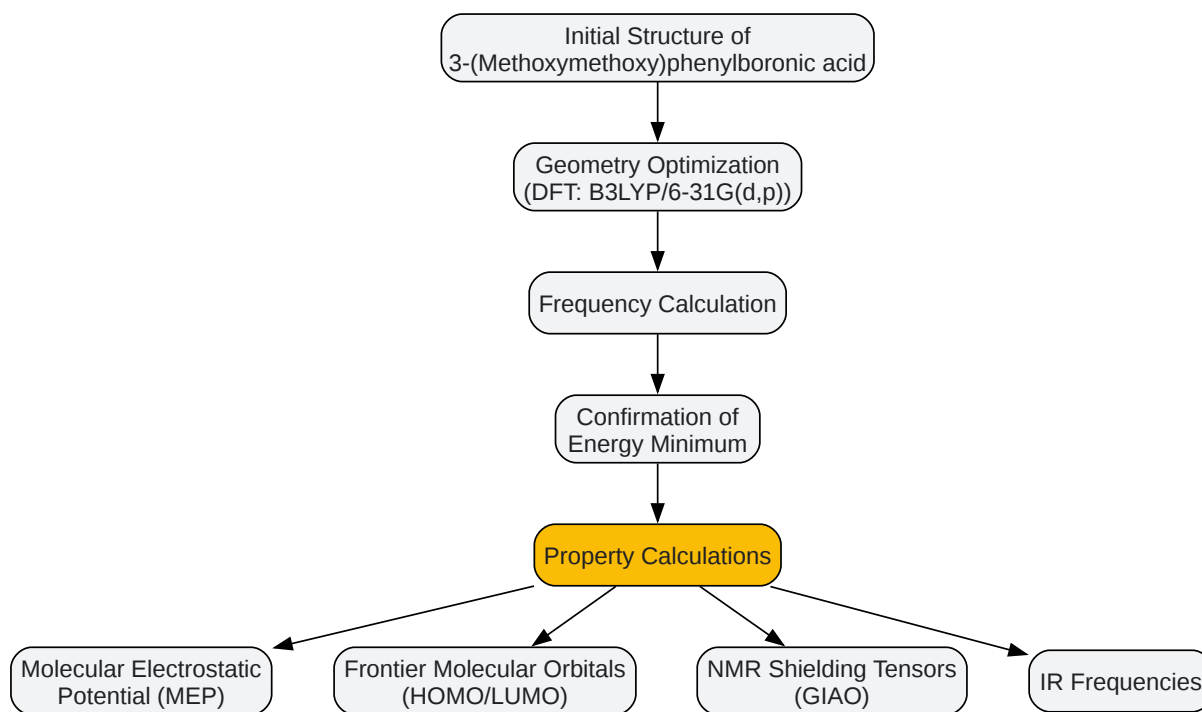 Initial Structure of
3-(Methoxymethoxy)phenylboronic acid
Geometry Optimization
(DFT: B3LYP/6-31G(d,p))
Frequency Calculation
Confirmation of
Energy Minimum
Property Calculations
Molecular Electrostatic
Potential (MEP)
Frontier Molecular Orbitals
(HOMO/LUMO)
NMR Shielding Tensors
(GIAO)
IR Frequencies